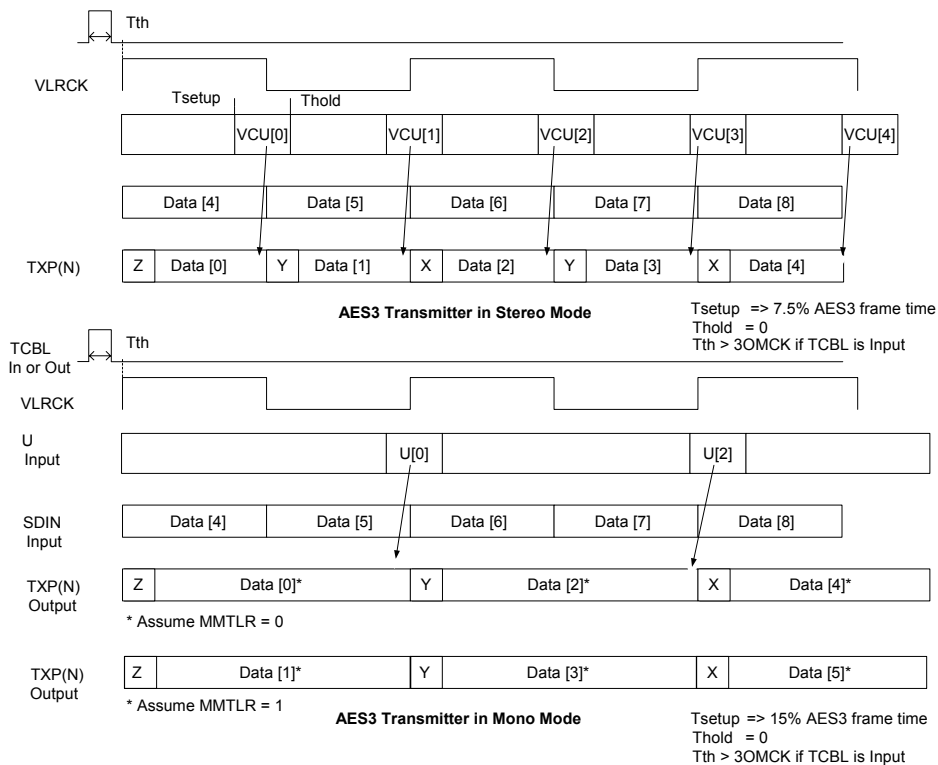 Tth
VLRCK
Tsetup Thold
VCU[0] VCU[1] VCU[2] VCU[3] VCU[4]
Data [4] Data [5] Data [6] Data [7] Data [8]
TXP(N) Z Data [0] Y Data [1] X Data [2] Y Data [3] X Data [4]
AES3 Transmitter in Stereo Mode
Tsetup => 7.5% AES3 frame time
Thold = 0
Tth > 3OMCK if TCBL is Input
TCBL
In or Out
Tth
VLRCK
U
Input
U[0] U[2]
SDIN
Input
Data [4] Data [5] Data [6] Data [7] Data [8]
TXP(N)
Output
Z Data [0]* Y Data [2]* X Data [4]*
* Assume MMTLR = 0
TXP(N)
Output
Z Data [1]* Y Data [3]* X Data [5]*
* Assume MMTLR = 1
AES3 Transmitter in Mono Mode
Tsetup => 15% AES3 frame time
Thold = 0
Tth > 3OMCK if TCBL is Input